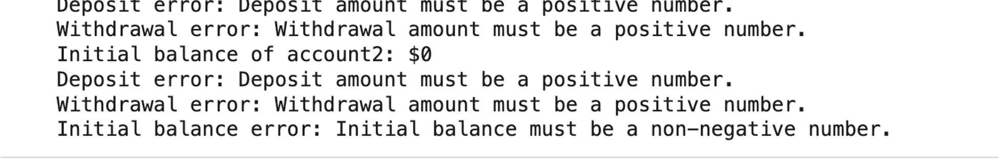 Deposit error: Deposit amount must be a positive number.
Withdrawal error: Withdrawal amount must be a positive number.
Initial balance of account2: $0
Deposit error: Deposit amount must be a positive number.
Withdrawal error: Withdrawal amount must be a positive number.
Initial balance error: Initial balance must be a non-negative number.